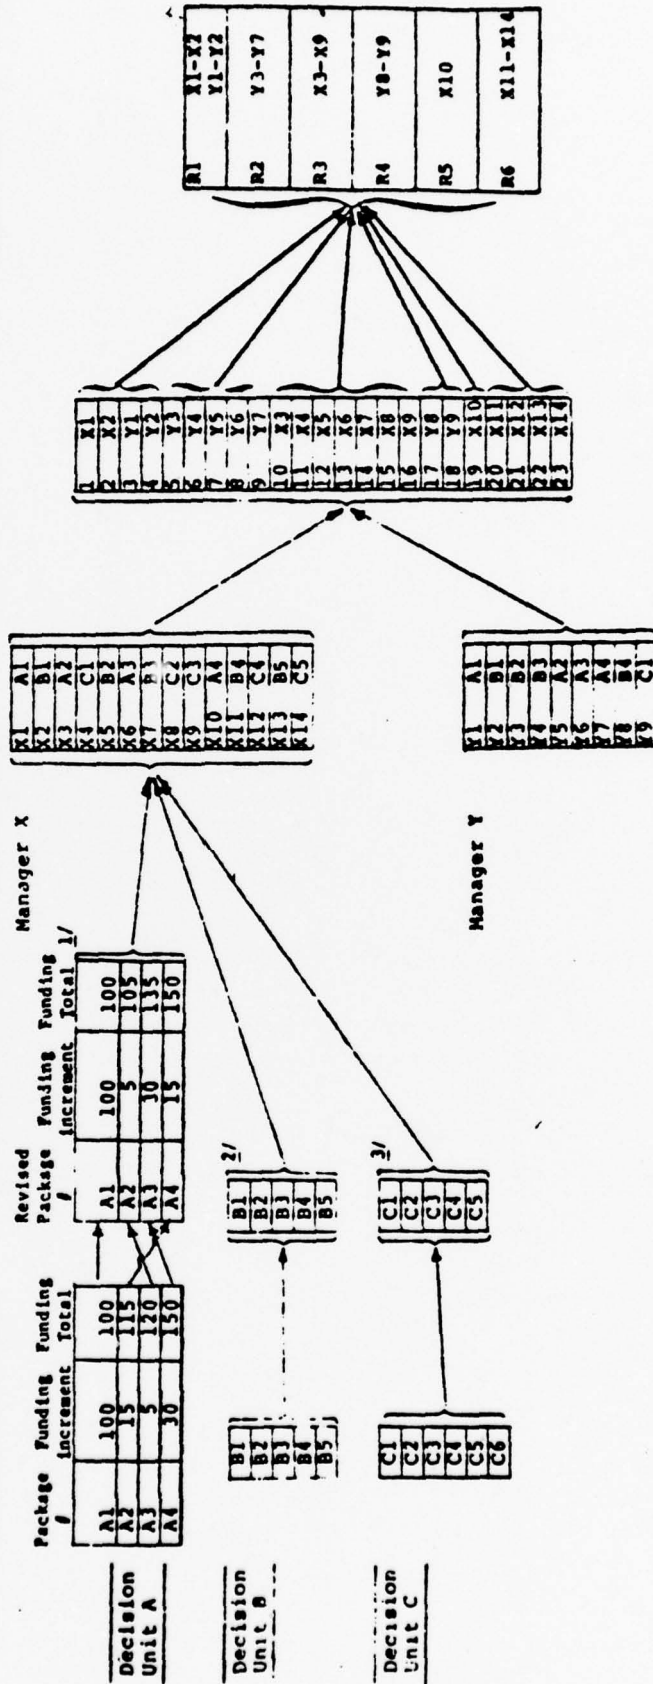 Manager X
Revised
Package Funding Funding Package Funding Funding 1/
# increment Total # increment Total
Decision
Unit A
A1 100 100 A1 100 100
A2 15 115 A2 5 105
A3 5 120 A3 30 135
A4 30 150 A4 15 150
Decision
Unit B
2/
B1 B1
B2 B2
B3 B3
B4 B4
B5 B5
Decision
Unit C
3/
C1 C1
C2 C2
C3 C3
C4 C4
C5 C5
C6
X1 A1
X2 B1
X3 A2
X4 C1
X5 B2
X6 A3
X7 B3
X8 C2
X9 C3
X10 A4
X11 B4
X12 C4
X13 B5
X14 C5
Manager Y
Y1 A1
Y2 B1
Y3 B2
Y4 B3
Y5 A2
Y6 A3
Y7 A4
Y8 B4
Y9 C1
1 X1
2 X2
3 Y1
4 Y2
5 Y3
6 Y4
7 Y5
8 Y6
9 Y7
10 X3
11 X4
12 X5
13 X6
14 X7
15 X8
16 X9
17 Y8
18 Y9
19 X10
20 X11
21 X12
22 X13
23 X14
R1 X1-X2
Y1-Y2
R2 Y3-Y7
R3 X3-X9
R4 Y8-Y9
R5 X10
R6 X11-X14